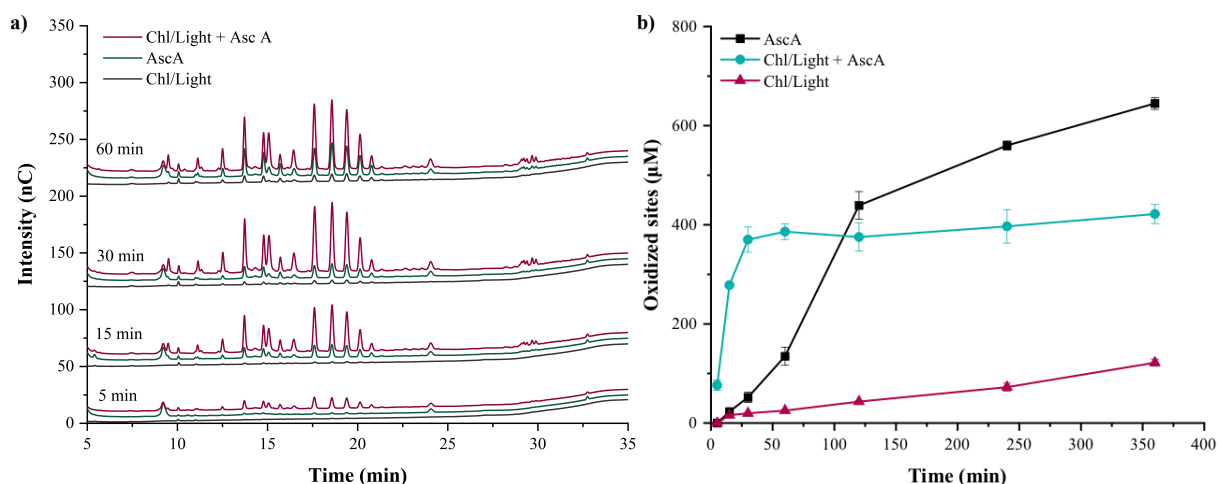 a)
Intensity (nC)
350
300
250
200
150
100
50
0
Chl/Light + Asc A
AscA
Chl/Light
60 min
30 min
15 min
5 min
5
10
15
20
25
30
35
Time (min)
b)
Oxidized sites (µM)
800
600
400
200
0
AscA
Chl/Light + AscA
Chl/Light
0
50
100
150
200
250
300
350
400
Time (min)